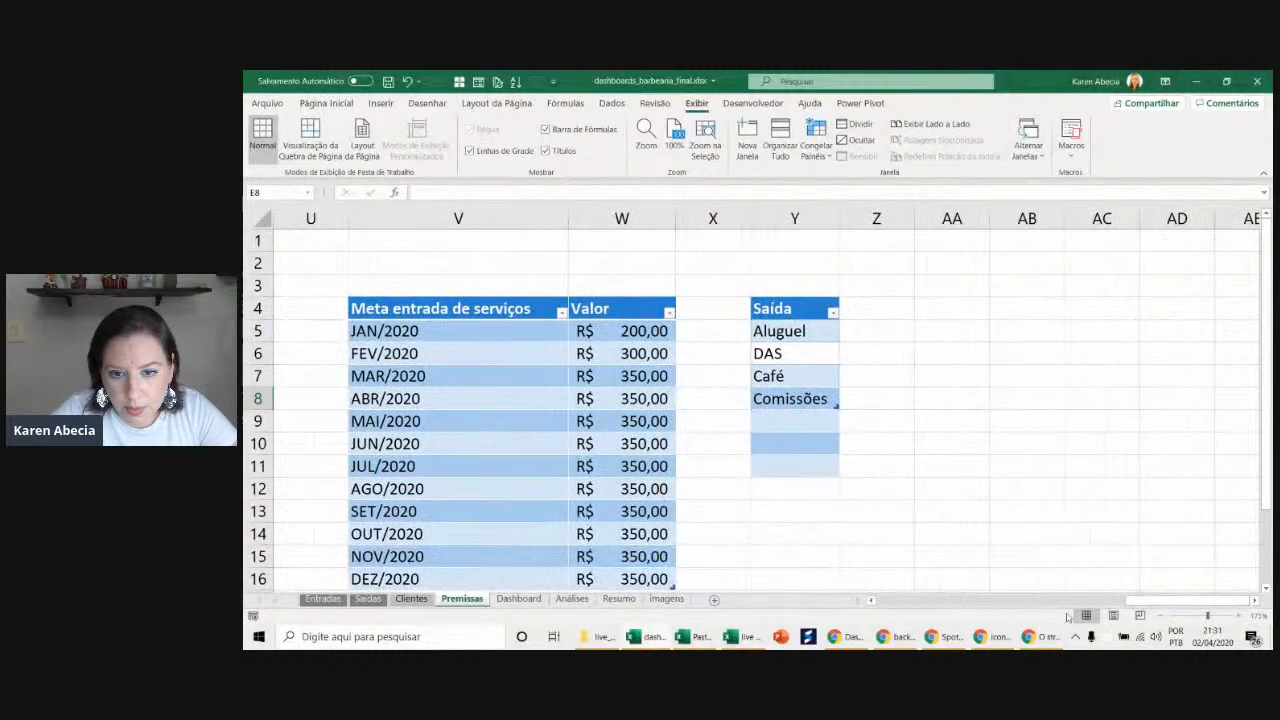 Salvamento Automático
dashboards_barbearia_final.xlsx
Pesquisar
Karen Abecia
Arquivo Página Inicial Inserir Desenhar Layout da Página Fórmulas Dados Revisão Exibir Desenvolvedor Ajuda Power Pivot
Compartilhar Comentários
Normal
Visualização da Quebra de Página
Layout da Página
Modos de Exibição Personalizados
Modos de Exibição de Pasta de Trabalho
Régua
Barra de Fórmulas
Linhas de Grade
Títulos
Mostrar
Zoom
100%
Zoom na Seleção
Zoom
Nova Janela
Organizar Tudo
Congelar Painéis
Dividir
Ocultar
Reexibir
Exibir Lado a Lado
Rolagem Sincronizada
Redefinir Posição da Janela
Janela
Alternar Janelas
Macros
Macros
E8
fx
U V W X Y Z AA AB AC AD AE
1
2
3
4 Meta entrada de serviços Valor Saída
5 JAN/2020 R$ 200,00 Aluguel
6 FEV/2020 R$ 300,00 DAS
7 MAR/2020 R$ 350,00 Café
8 ABR/2020 R$ 350,00 Comissões
9 MAI/2020 R$ 350,00
10 JUN/2020 R$ 350,00
11 JUL/2020 R$ 350,00
12 AGO/2020 R$ 350,00
13 SET/2020 R$ 350,00
14 OUT/2020 R$ 350,00
15 NOV/2020 R$ 350,00
16 DEZ/2020 R$ 350,00
Karen Abecia
Entradas Saídas Clientes Premissas Dashboard Análises Resumo imagens
175%
Digite aqui para pesquisar
live_... dash... Past... live ... Das... back... Spot... icon... O str...
POR
PTB
21:31
02/04/2020
26